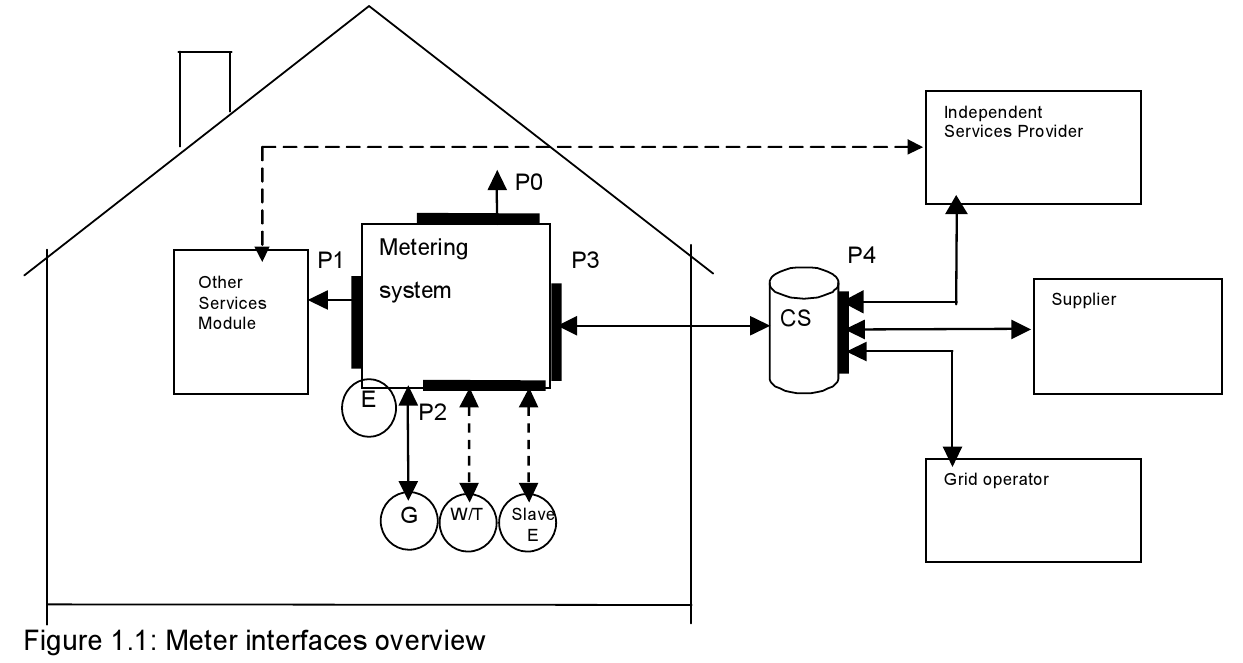 Independent
Services Provider
P0
Metering
system
P1
P3
P4
Other
Services
Module
CS
Supplier
E
P2
G
W/T
Slave
E
Grid operator
Figure 1.1: Meter interfaces overview